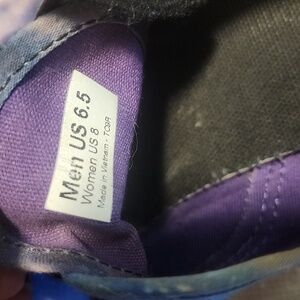 Men US 6.5
Women US 8
Made in Vietnam - TC9R